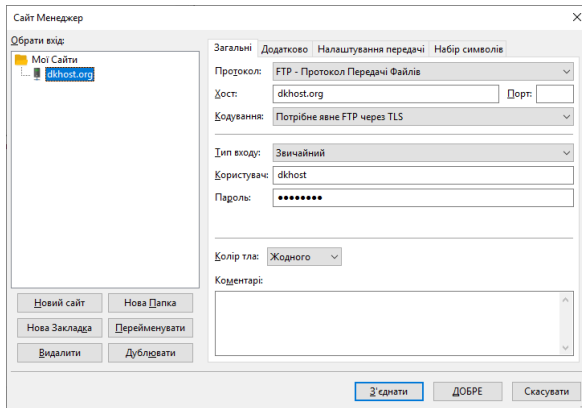 Сайт Менеджер
Обрати вхід:
Мої Сайти
dkhost.org
Новий сайт
Нова Папка
Нова Закладка
Перейменувати
Видалити
Дублювати
Загальні Додатково Налаштування передачі Набір символів
Протокол: FTP - Протокол Передачі Файлів
Хост: dkhost.org Порт:
Кодування: Потрібне явне FTP через TLS
Тип входу: Звичайний
Користувач: dkhost
Пароль: ●●●●●●●●
Колір тла: Жодного
Коментарі:
З'єднати ДОБРЕ Скасувати